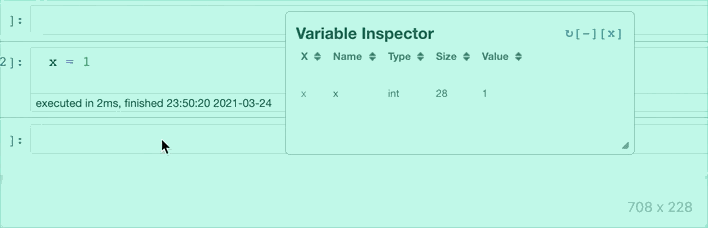 ]:
Variable Inspector ↻ [-] [x]
X Name Type Size Value
2]: x = 1
x x int 28 1
executed in 2ms, finished 23:50:20 2021-03-24
]:
708 x 228